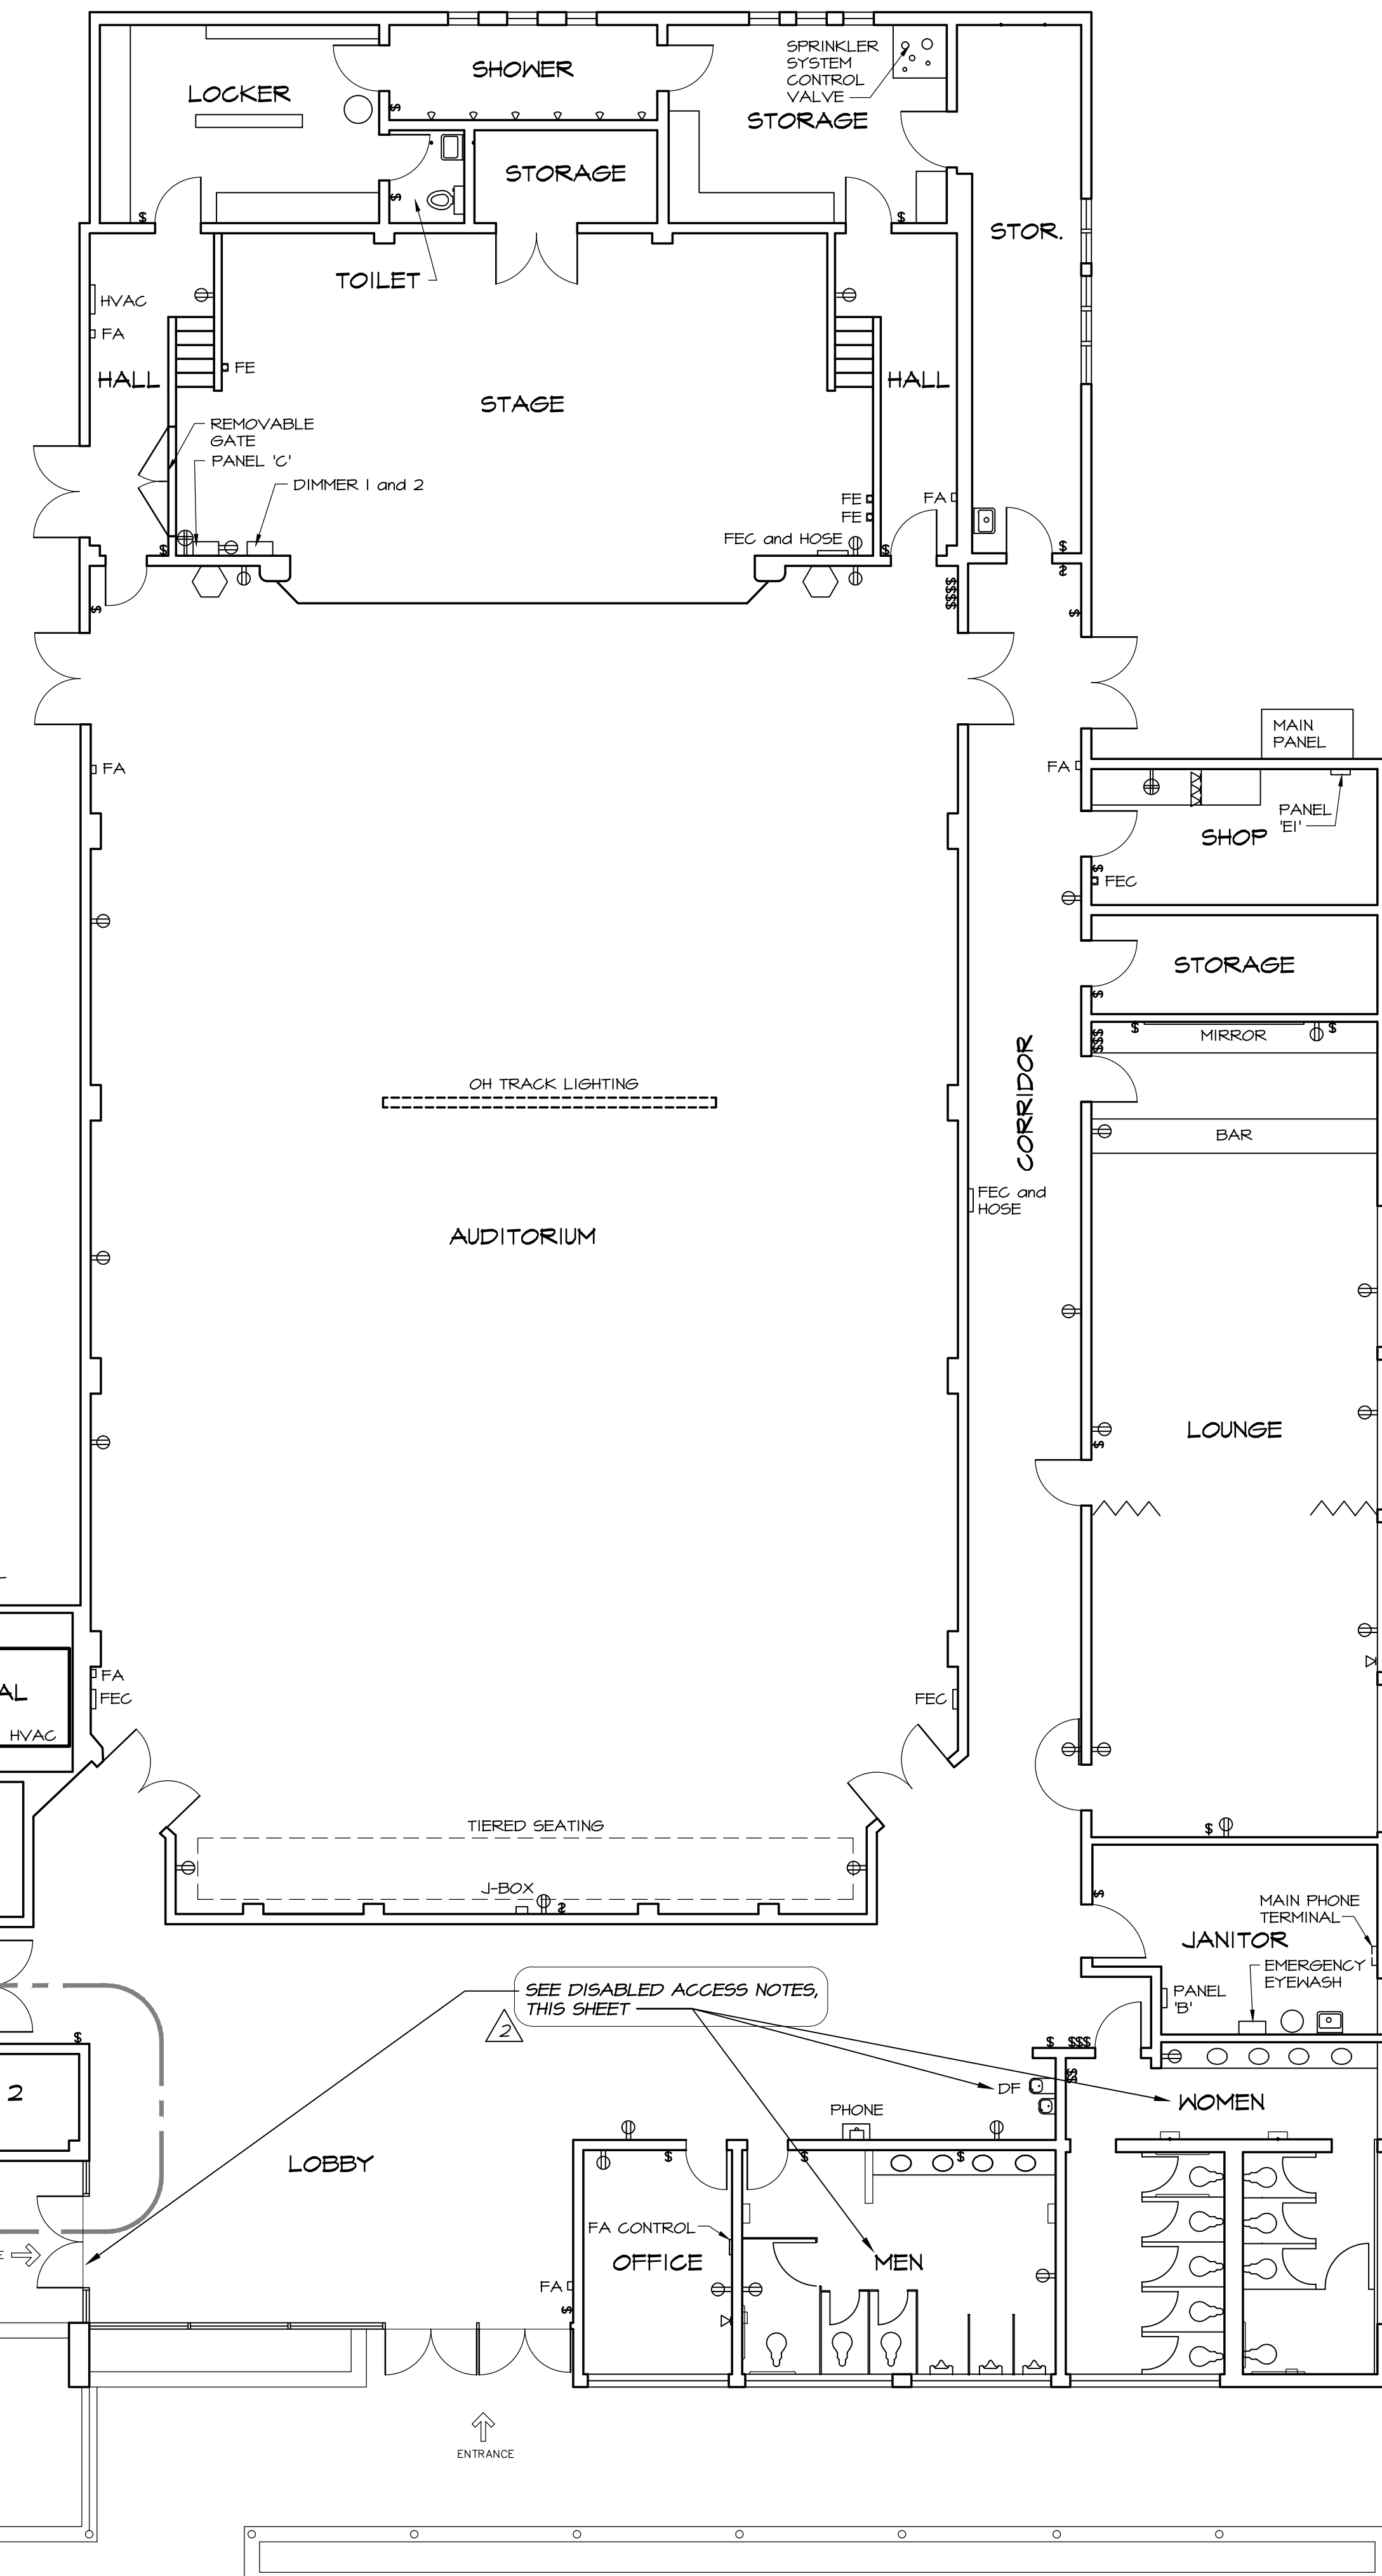 SPRINKLER
SYSTEM
CONTROL
VALVE
SHOWER
LOCKER
STORAGE
STORAGE
STOR.
TOILET
HVAC
FA
HALL
FE
STAGE
HALL
REMOVABLE
GATE
PANEL 'C'
DIMMER 1 and 2
FE
FE
FA
FEC and HOSE
MAIN
PANEL
FA
FA
PANEL
'E1'
SHOP
FEC
STORAGE
MIRROR
CORRIDOR
OH TRACK LIGHTING
BAR
FEC and
HOSE
AUDITORIUM
LOUNGE
FA
FEC
FEC
AL
HVAC
TIERED SEATING
J-BOX
MAIN PHONE
TERMINAL
JANITOR
EMERGENCY
EYEWASH
PANEL
'B'
SEE DISABLED ACCESS NOTES,
THIS SHEET
2
2
DF
WOMEN
PHONE
LOBBY
FA CONTROL
OFFICE
MEN
E
FA
ENTRANCE